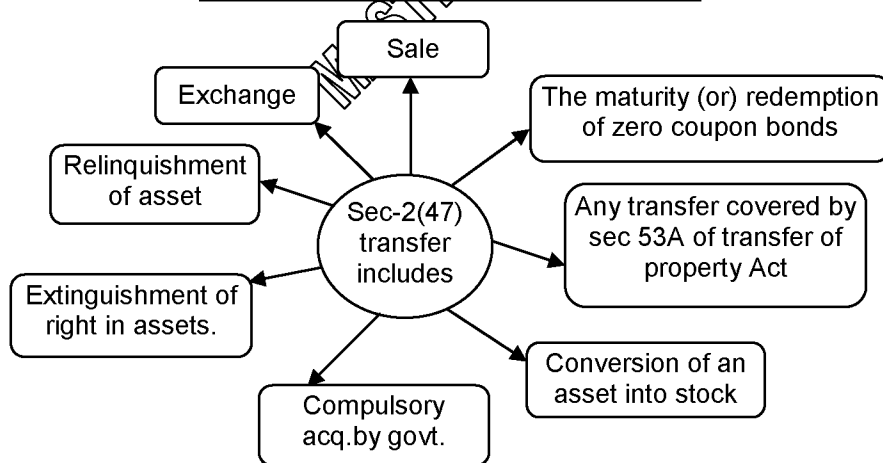 Sale
Exchange
The maturity (or) redemption
of zero coupon bonds
Relinquishment
of asset
Sec-2(47)
transfer
includes
Any transfer covered by
sec 53A of transfer of
property Act
Extinguishment of
right in assets.
Conversion of an
asset into stock
Compulsory
acq.by govt.